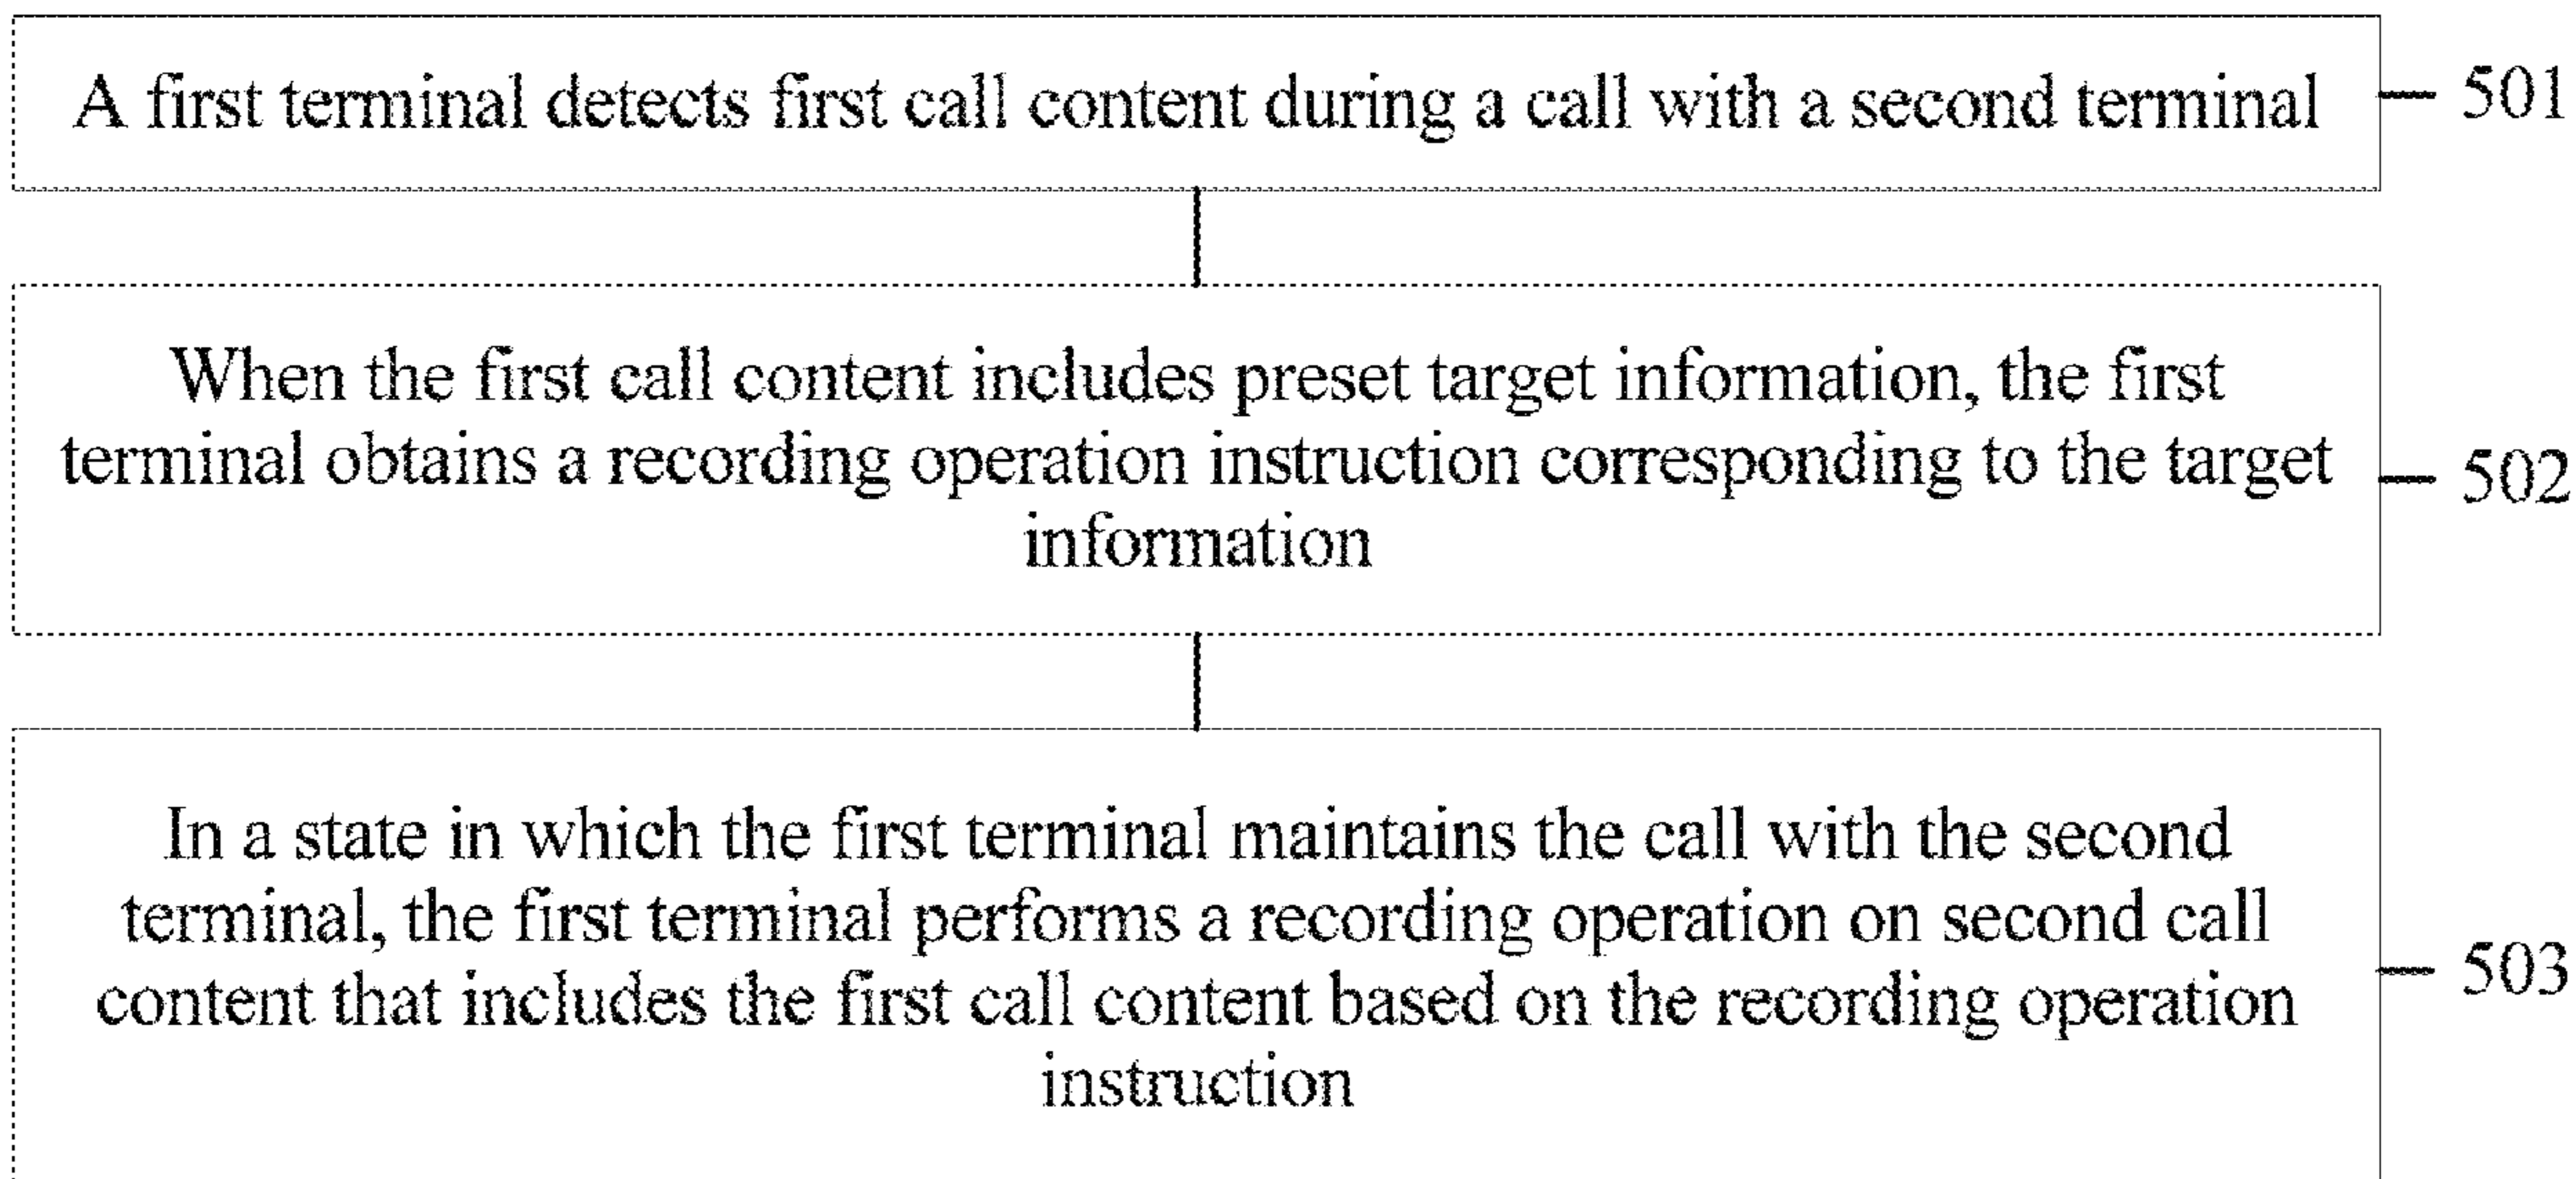 A first terminal detects first call content during a call with a second terminal
501
When the first call content includes preset target information, the first
terminal obtains a recording operation instruction corresponding to the target
information
502
In a state in which the first terminal maintains the call with the second
terminal, the first terminal performs a recording operation on second call
content that includes the first call content based on the recording operation
instruction
503